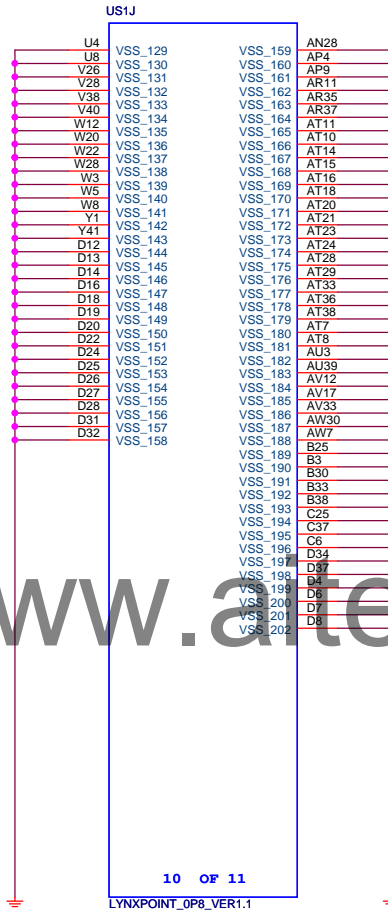 US1J
U4 VSS_129 VSS_159 AN28
U8 VSS_130 VSS_160 AP4
V26 VSS_131 VSS_161 AP9
V28 VSS_132 VSS_162 AR11
V38 VSS_133 VSS_163 AR35
V40 VSS_134 VSS_164 AR37
W12 VSS_135 VSS_165 AT11
W20 VSS_136 VSS_166 AT10
W22 VSS_137 VSS_167 AT14
W28 VSS_138 VSS_168 AT15
W3 VSS_139 VSS_169 AT16
W5 VSS_140 VSS_170 AT18
W8 VSS_141 VSS_171 AT20
Y1 VSS_142 VSS_172 AT21
Y41 VSS_143 VSS_173 AT23
D12 VSS_144 VSS_174 AT24
D13 VSS_145 VSS_175 AT28
D14 VSS_146 VSS_176 AT29
D16 VSS_147 VSS_177 AT33
D18 VSS_148 VSS_178 AT36
D19 VSS_149 VSS_179 AT38
D20 VSS_150 VSS_180 AT7
D22 VSS_151 VSS_181 AT8
D24 VSS_152 VSS_182 AU3
D25 VSS_153 VSS_183 AU39
D26 VSS_154 VSS_184 AV12
D27 VSS_155 VSS_185 AV17
D28 VSS_156 VSS_186 AV33
D31 VSS_157 VSS_187 AW30
D32 VSS_158 VSS_188 AW7
VSS_189 B25
VSS_190 B3
VSS_191 B30
VSS_192 B33
VSS_193 B38
VSS_194 C25
VSS_195 C37
VSS_196 C6
VSS_197 D34
VSS_198 D37
VSS_199 D4
VSS_200 D6
VSS_201 D7
VSS_202 D8
ww.aite
10 OF 11
LYNXPOINT_0P8_VER1.1